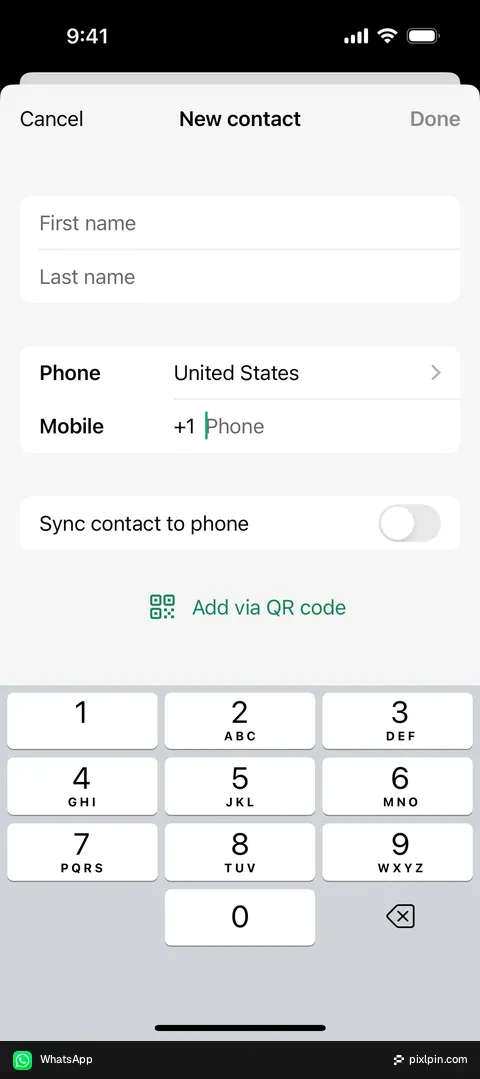 9:41
Cancel New contact Done
First name
Last name
Phone United States
Mobile +1 Phone
Sync contact to phone
Add via QR code
1 2 3
ABC DEF
4 5 6
GHI JKL MNO
7 8 9
PQRS TUV WXYZ
0
WhatsApp pixlpin.com